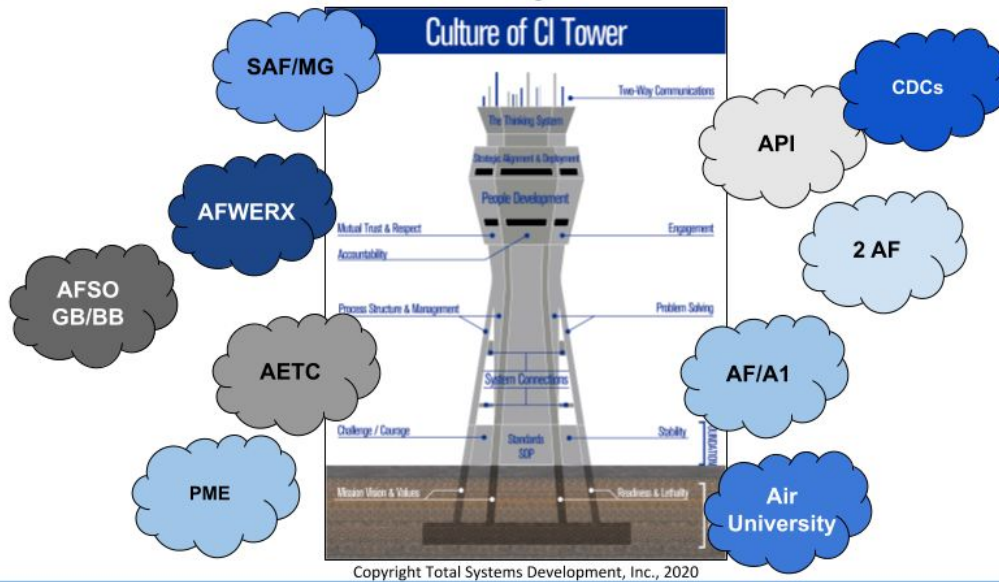 Culture of CI Tower
SAF/MG
CDCs
Two-Way Communications
The Thinking System
API
Strategic Alignment & Deployment
People Development
AFWERX
Mutual Trust & Respect
Engagement
Accountability
2 AF
AFSO
GB/BB
Process Structure & Management
Problem Solving
AETC
System Connections
AF/A1
Challenge / Courage
Standards
SOP
Stability
FOUNDATION
PME
Mission Vision & Values
Readiness & Lethality
Air
University
Copyright Total Systems Development, Inc., 2020